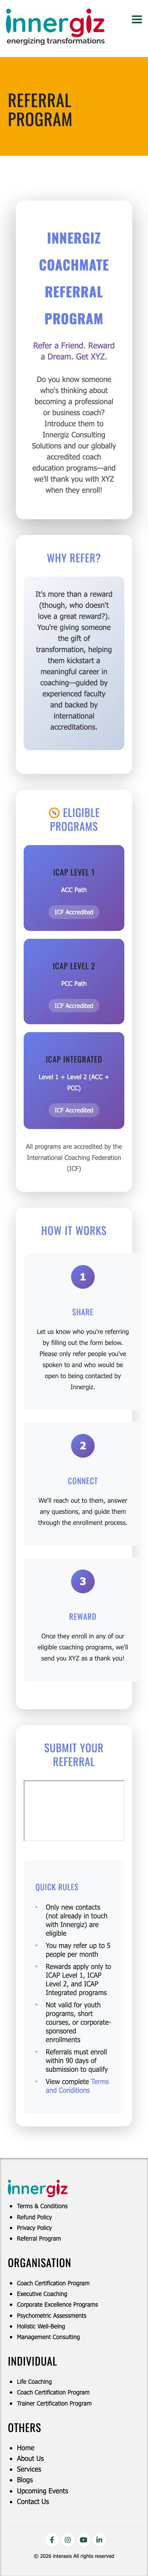 innergiz
energizing transformations
REFERRAL
PROGRAM
INNERGIZ
COACHMATE
REFERRAL
PROGRAM
Refer a Friend. Reward
a Dream. Get XYZ.
Do you know someone
who's thinking about
becoming a professional
or business coach?
Introduce them to
Innergiz Consulting
Solutions and our globally
accredited coach
education programs—and
we'll thank you with XYZ
when they enroll!
WHY REFER?
It's more than a reward
(though, who doesn't
love a great reward?).
You're giving someone
the gift of
transformation, helping
them kickstart a
meaningful career in
coaching—guided by
experienced faculty
and backed by
international
accreditations.
ELIGIBLE
PROGRAMS
ICAP LEVEL 1
ACC Path
ICF Accredited
ICAP LEVEL 2
PCC Path
ICF Accredited
ICAP INTEGRATED
Level 1 + Level 2 (ACC +
PCC)
ICF Accredited
All programs are accredited by the
International Coaching Federation
(ICF)
HOW IT WORKS
1
SHARE
Let us know who you're referring
by filling out the form below.
Please only refer people you've
spoken to and who would be
open to being contacted by
Innergiz.
2
CONNECT
We'll reach out to them, answer
any questions, and guide them
through the enrollment process.
3
REWARD
Once they enroll in any of our
eligible coaching programs, we'll
send you XYZ as a thank you!
SUBMIT YOUR
REFERRAL
QUICK RULES
• Only new contacts
(not already in touch
with Innergiz) are
eligible
• You may refer up to 5
people per month
• Rewards apply only to
ICAP Level 1, ICAP
Level 2, and ICAP
Integrated programs
• Not valid for youth
programs, short
courses, or corporate-
sponsored
enrollments
• Referrals must enroll
within 90 days of
submission to qualify
• View complete Terms
and Conditions
innergiz
• Terms & Conditions
• Refund Policy
• Privacy Policy
• Referral Program
ORGANISATION
• Coach Certification Program
• Executive Coaching
• Corporate Excellence Programs
• Psychometric Assessments
• Holistic Well-Being
• Management Consulting
INDIVIDUAL
• Life Coaching
• Coach Certification Program
• Trainer Certification Program
OTHERS
• Home
• About Us
• Services
• Blogs
• Upcoming Events
• Contact Us
© 2026 interaxis All rights reserved